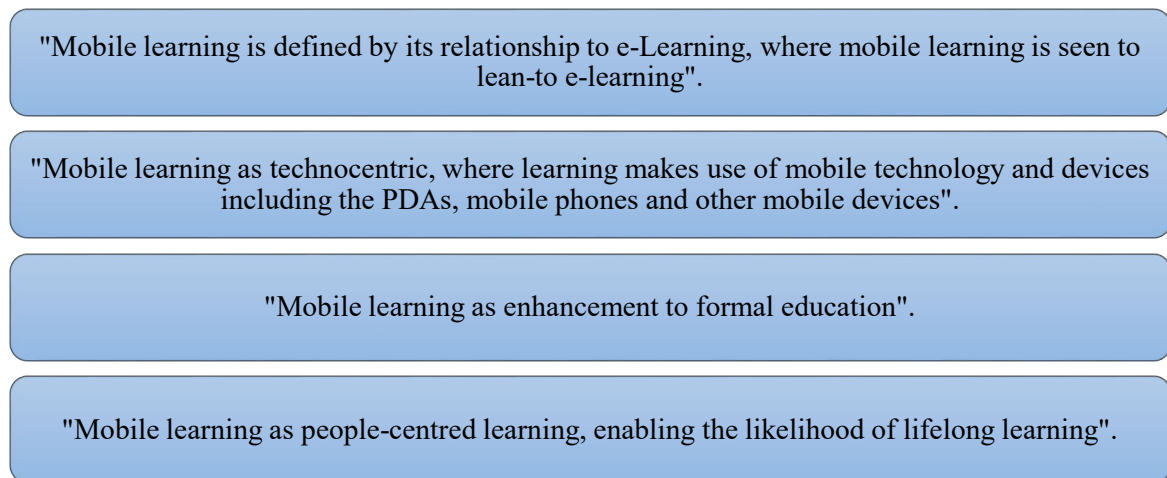 "Mobile learning is defined by its relationship to e-Learning, where mobile learning is seen to
lean-to e-learning".
"Mobile learning as technocentric, where learning makes use of mobile technology and devices
including the PDAs, mobile phones and other mobile devices".
"Mobile learning as enhancement to formal education".
"Mobile learning as people-centred learning, enabling the likelihood of lifelong learning".